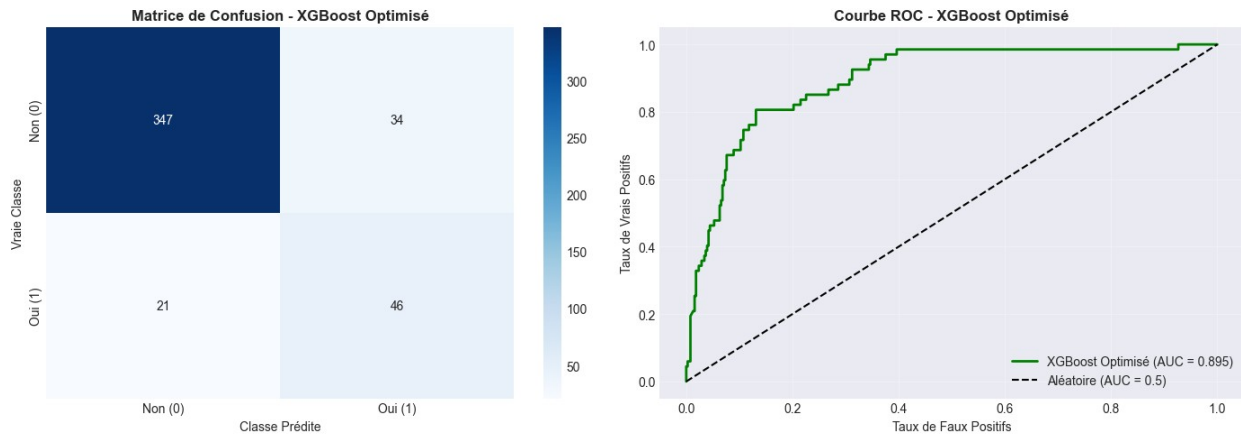 Matrice de Confusion - XGBoost Optimisé
Non (0)
Oui (1)
Vraie Classe
347
34
21
46
Non (0)
Oui (1)
Classe Prédite
300
250
200
150
100
50
Courbe ROC - XGBoost Optimisé
Taux de Vrais Positifs
1.0
0.8
0.6
0.4
0.2
0.0
0.0
0.2
0.4
0.6
0.8
1.0
Taux de Faux Positifs
XGBoost Optimisé (AUC = 0.895)
Aléatoire (AUC = 0.5)